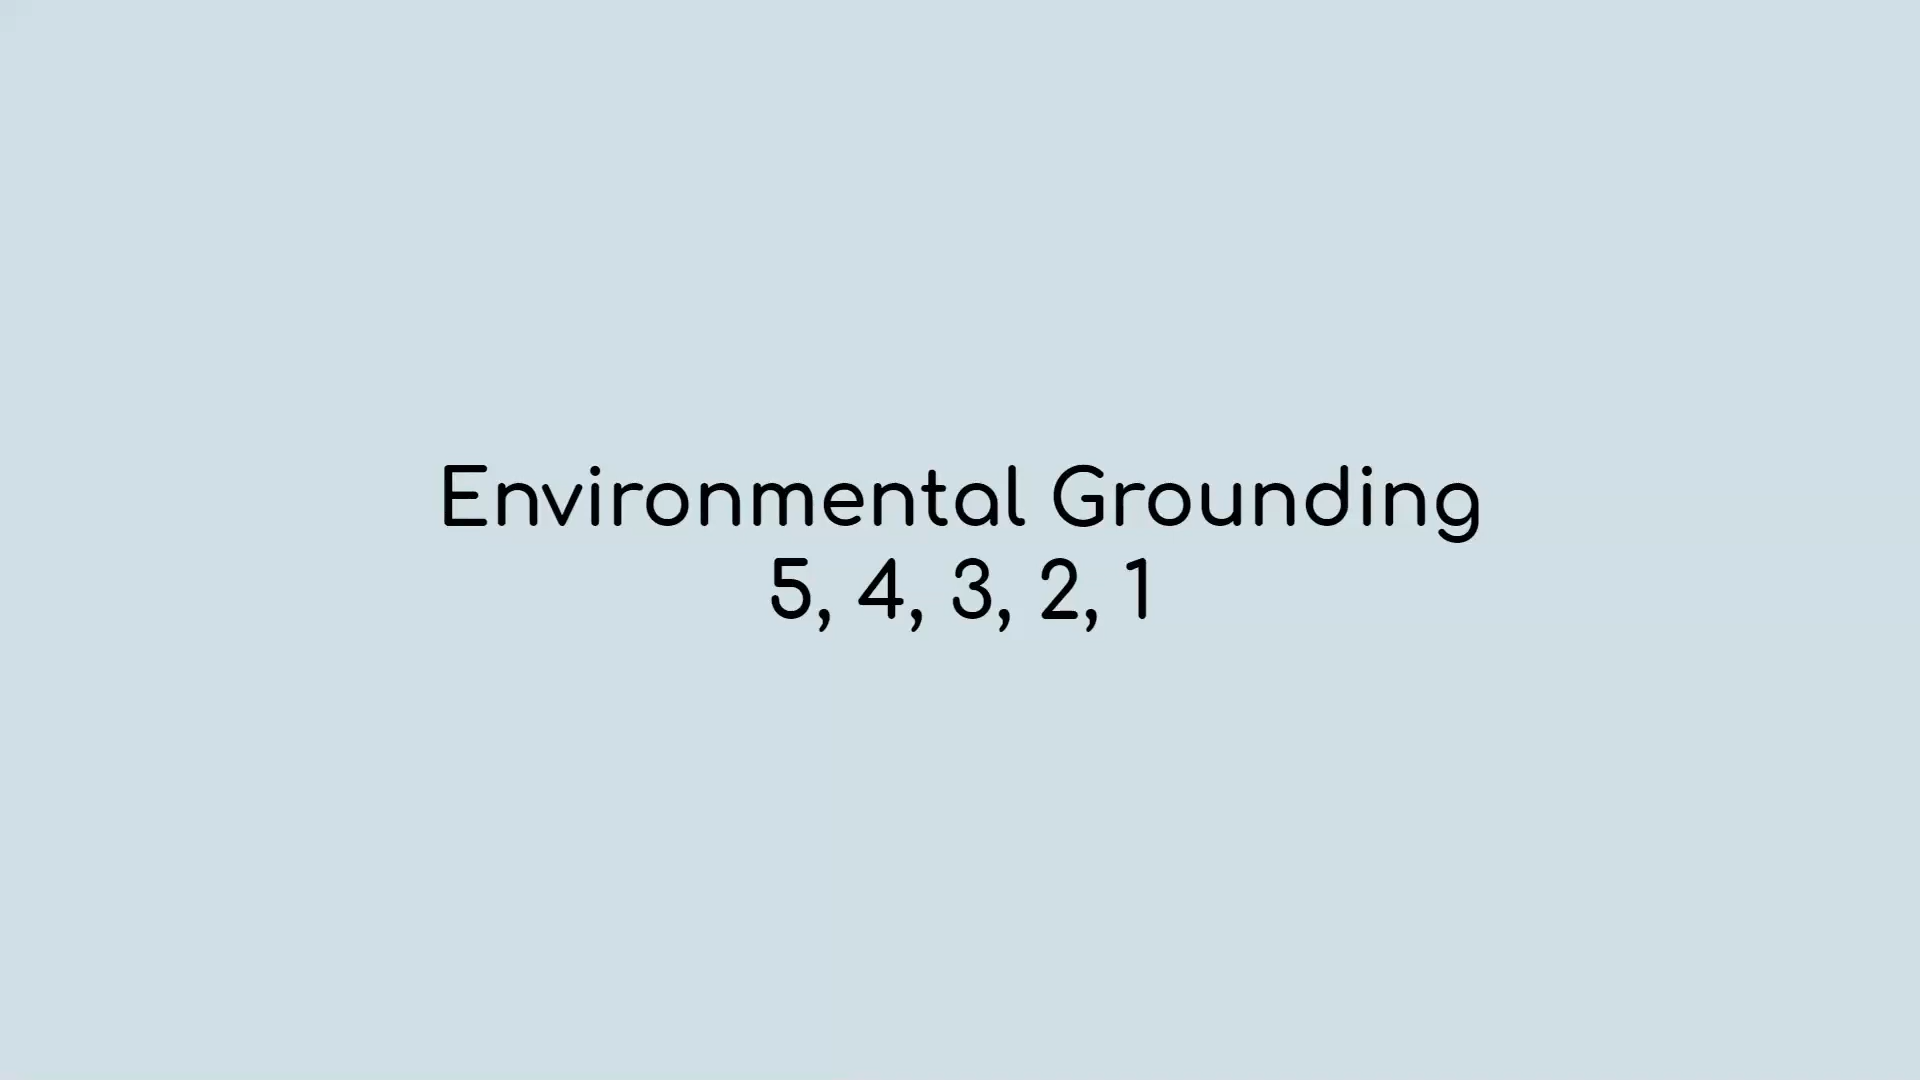 Environmental Grounding
5, 4, 3, 2, 1